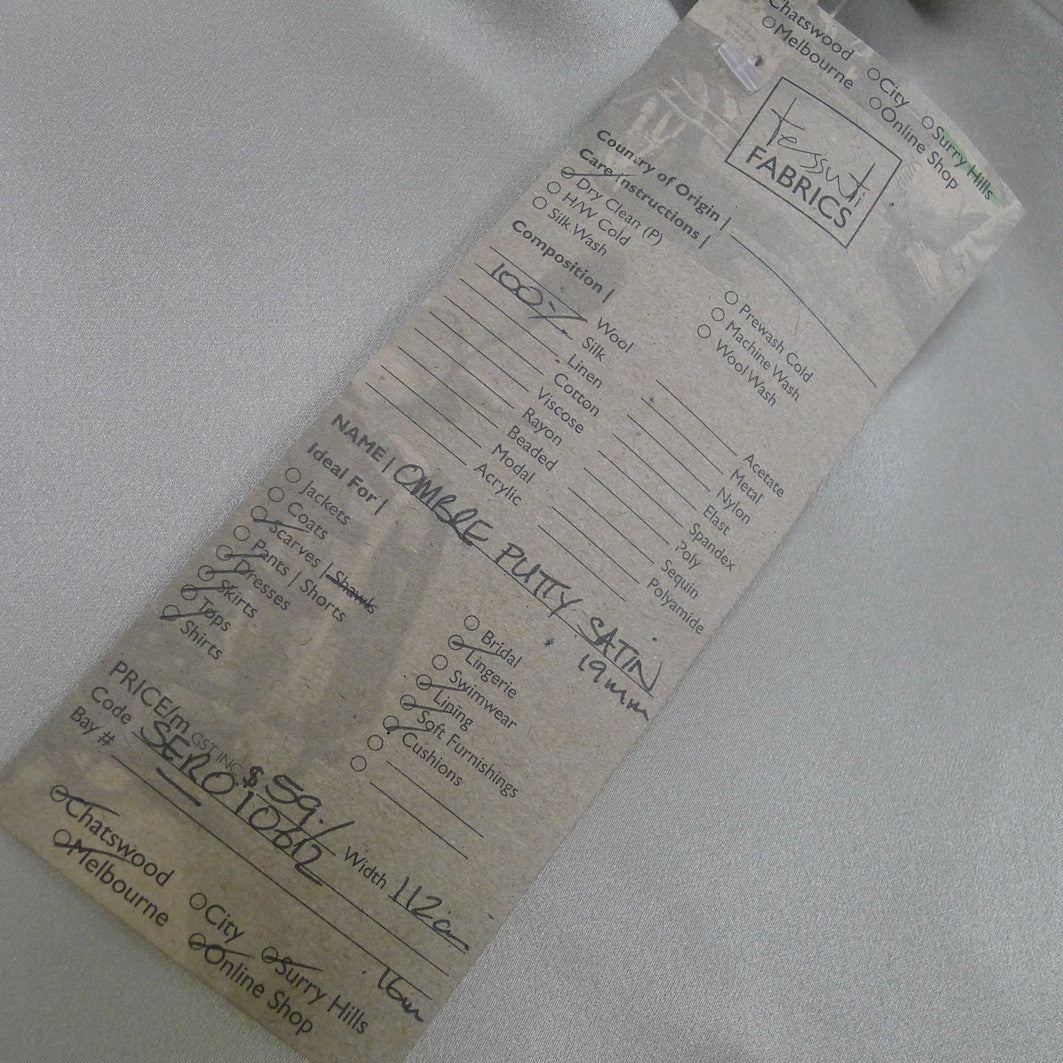 Chatswood
Melbourne
City
Online Shop
Surry Hills
Tessuti
FABRICS
Country of Origin |
Care Instructions |
Dry Clean (P)
H/W Cold
Silk Wash
Prewash Cold
Machine Wash
Wool Wash
Composition |
Wool
100% Silk
Linen
Cotton
Viscose
Rayon
Beaded
Modal
Acrylic
Acetate
Metal
Nylon
Elast
Spandex
Poly
Sequin
Polyamide
NAME | OMBRE PUTTY SATIN
19mm
Ideal For |
Jackets
Coats
Scarves | Shawls
Pants | Shorts
Dresses
Skirts
Tops
Shirts
Bridal
Lingerie
Swimwear
Lining
Soft Furnishings
Cushions
PRICE/m GST INC $59./ Width 112cm
Code SERO10612
Bay #
16m
Chatswood
Melbourne
City
Online Shop
Surry Hills